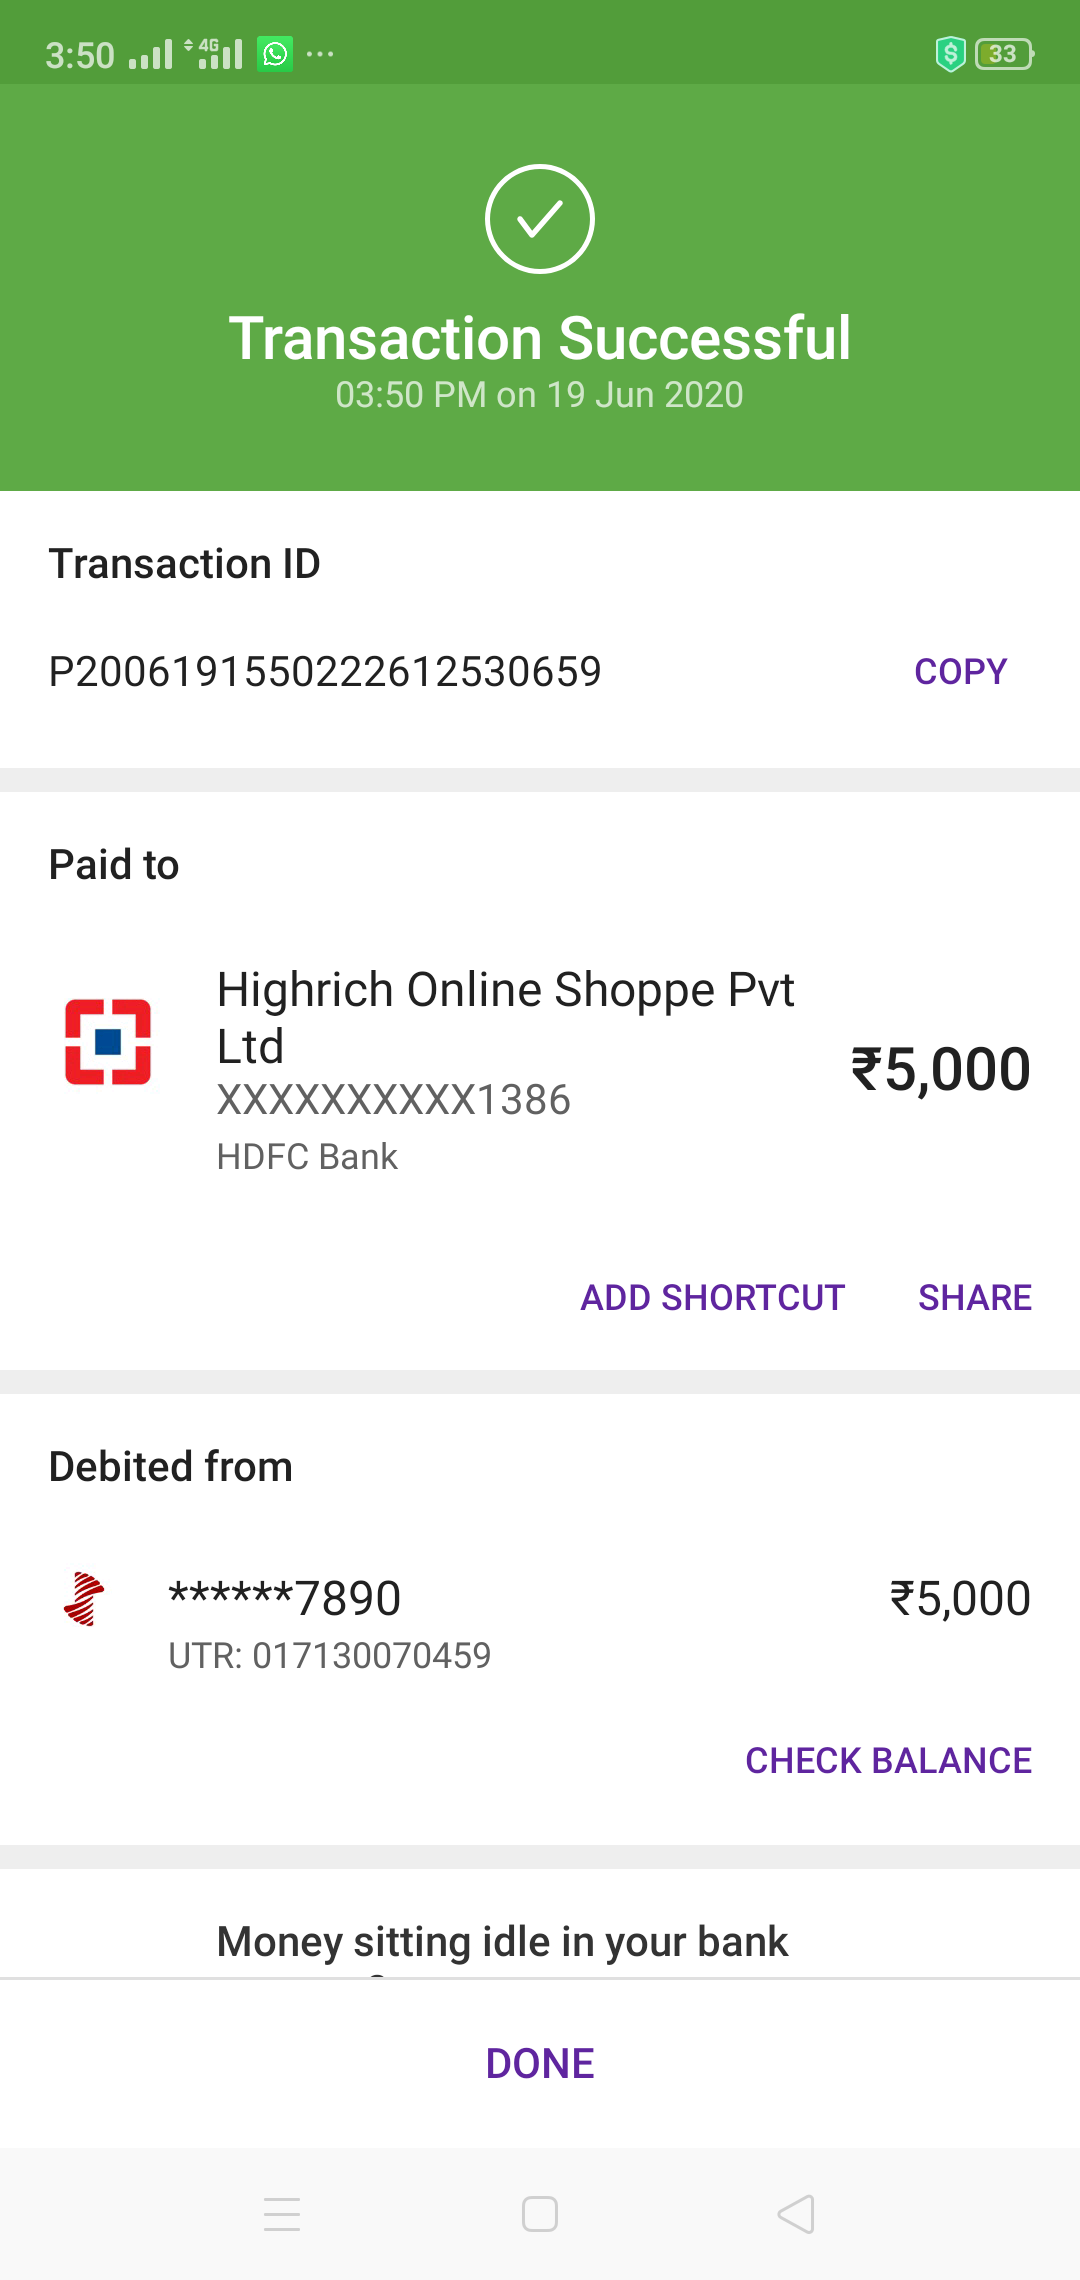 3:50 4G ... 33
Transaction Successful
03:50 PM on 19 Jun 2020
Transaction ID
P2006191550222612530659 COPY
Paid to
Highrich Online Shoppe Pvt
Ltd
₹5,000
XXXXXXXXXX1386
HDFC Bank
ADD SHORTCUT SHARE
Debited from
******7890 ₹5,000
UTR: 017130070459
CHECK BALANCE
Money sitting idle in your bank
DONE